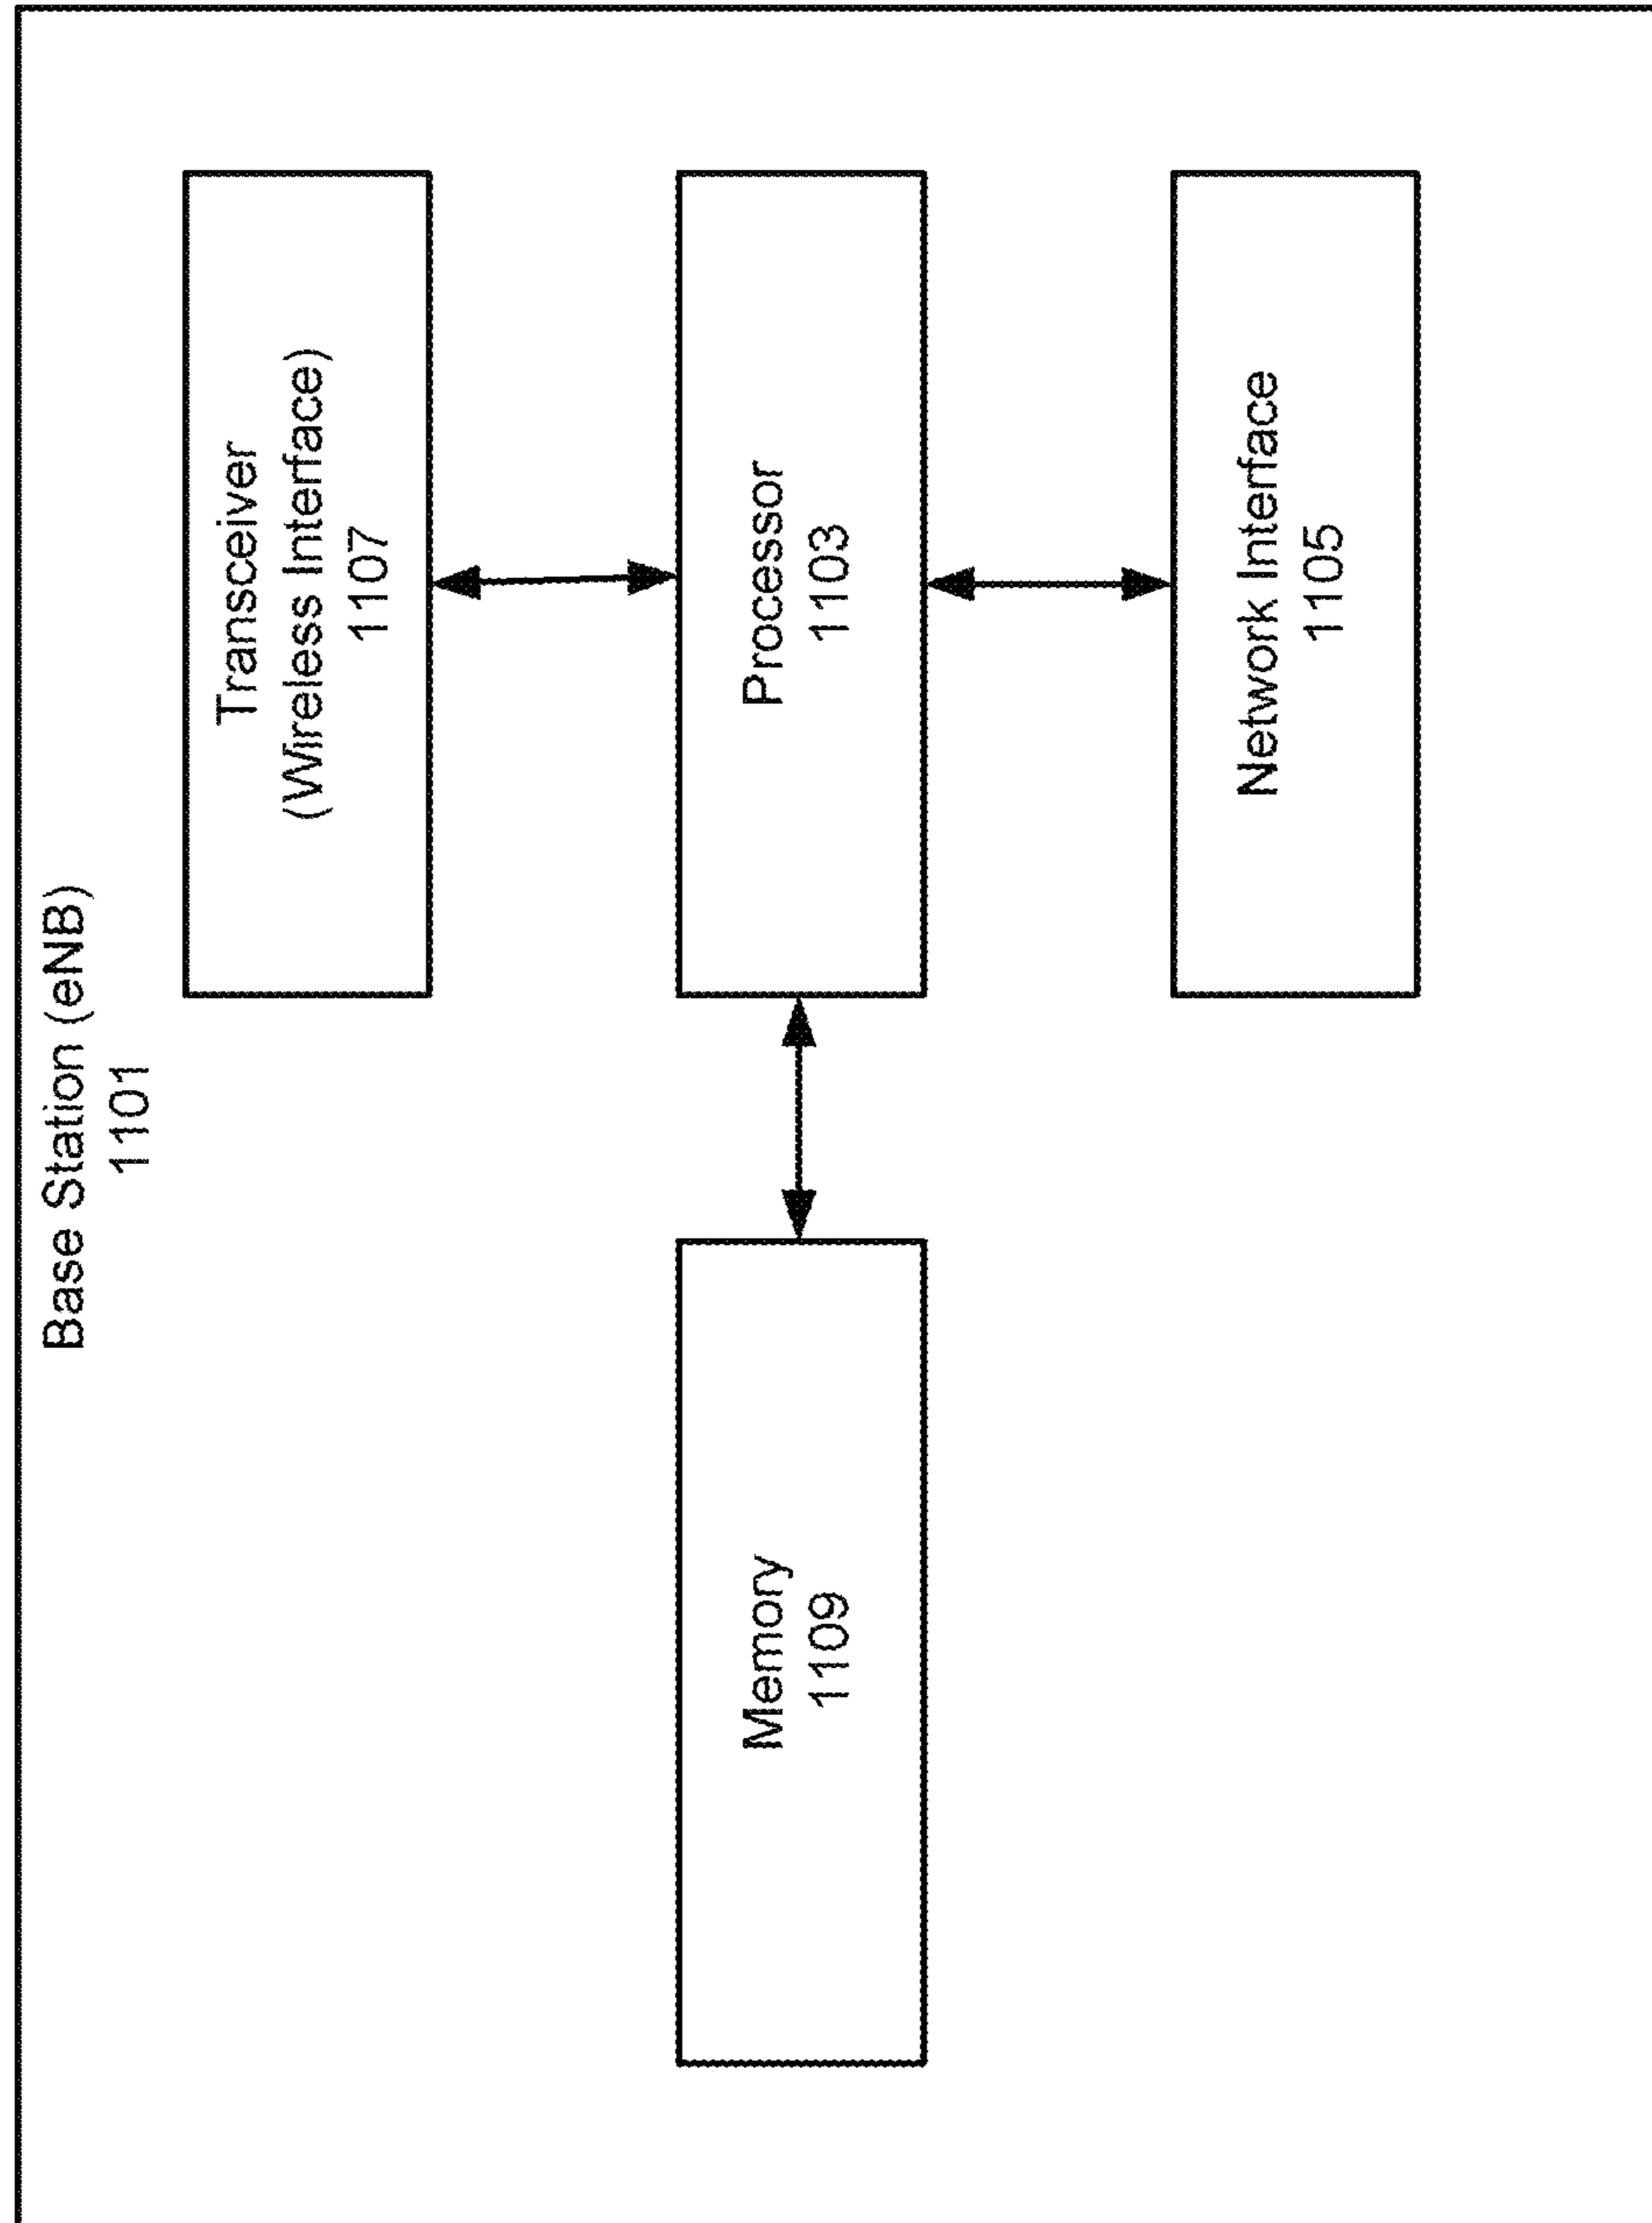 Base Station (eNB)
1101
Transceiver
(Wireless Interface)
1107
Memory
1109
Processor
1103
Network Interface
1105